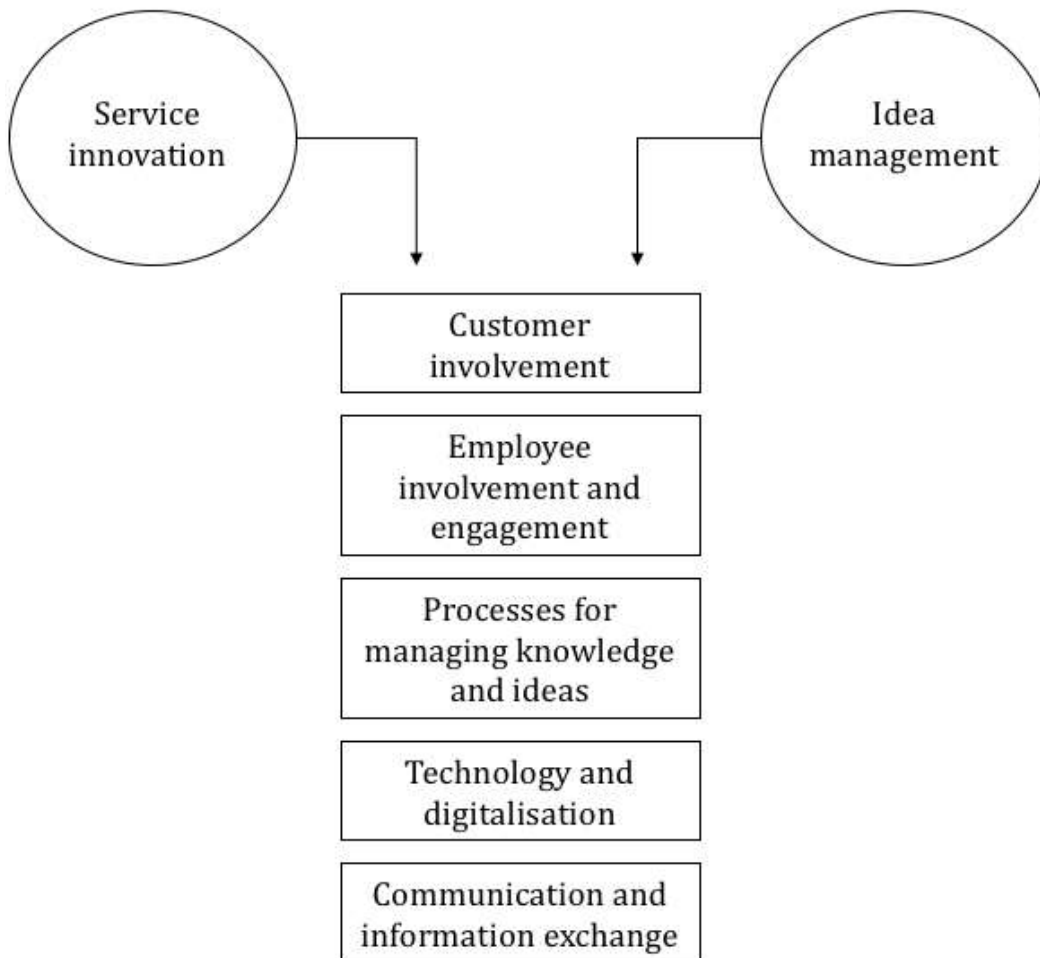 Service
innovation
Idea
management
Customer
involvement
Employee
involvement and
engagement
Processes for
managing knowledge
and ideas
Technology and
digitalisation
Communication and
information exchange